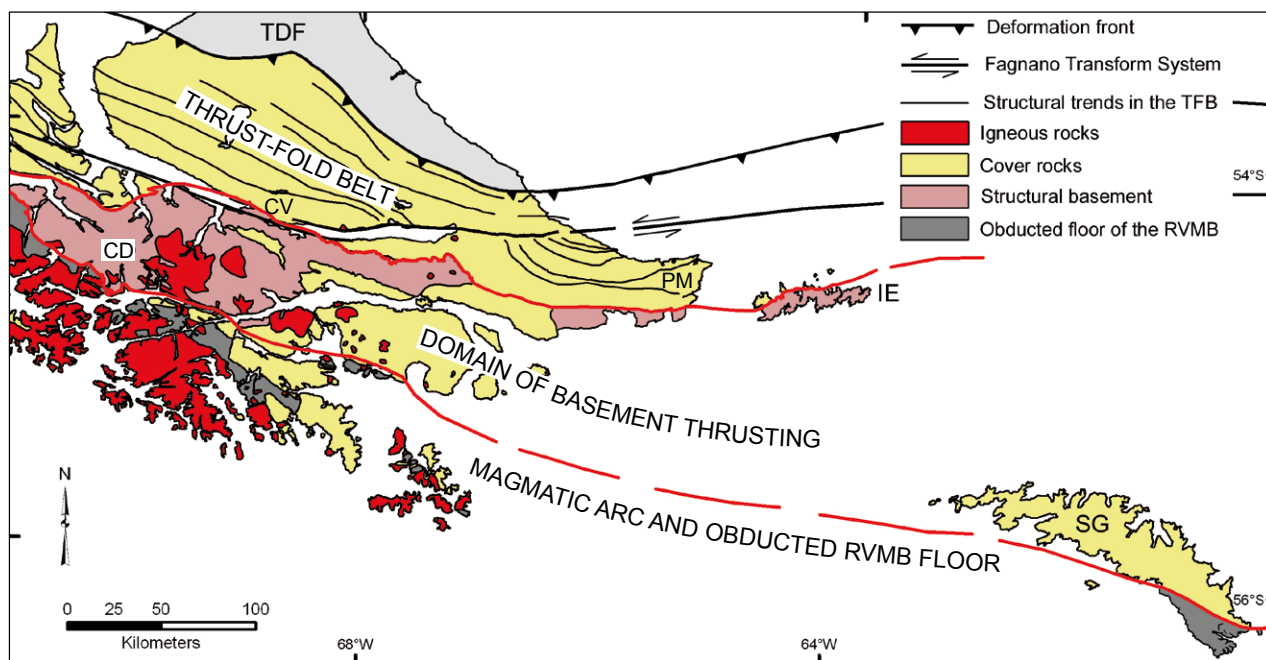 TDF
Deformation front
Fagnano Transform System
Structural trends in the TFB
Igneous rocks
Cover rocks
Structural basement
Obducted floor of the RVMB
54°S
THRUST-FOLD BELT
CV
CD
PM
IE
DOMAIN OF BASEMENT THRUSTING
MAGMATIC ARC AND OBDUCTED RVMB FLOOR
SG
N
0 25 50 100
Kilometers
68°W
64°W
56°S